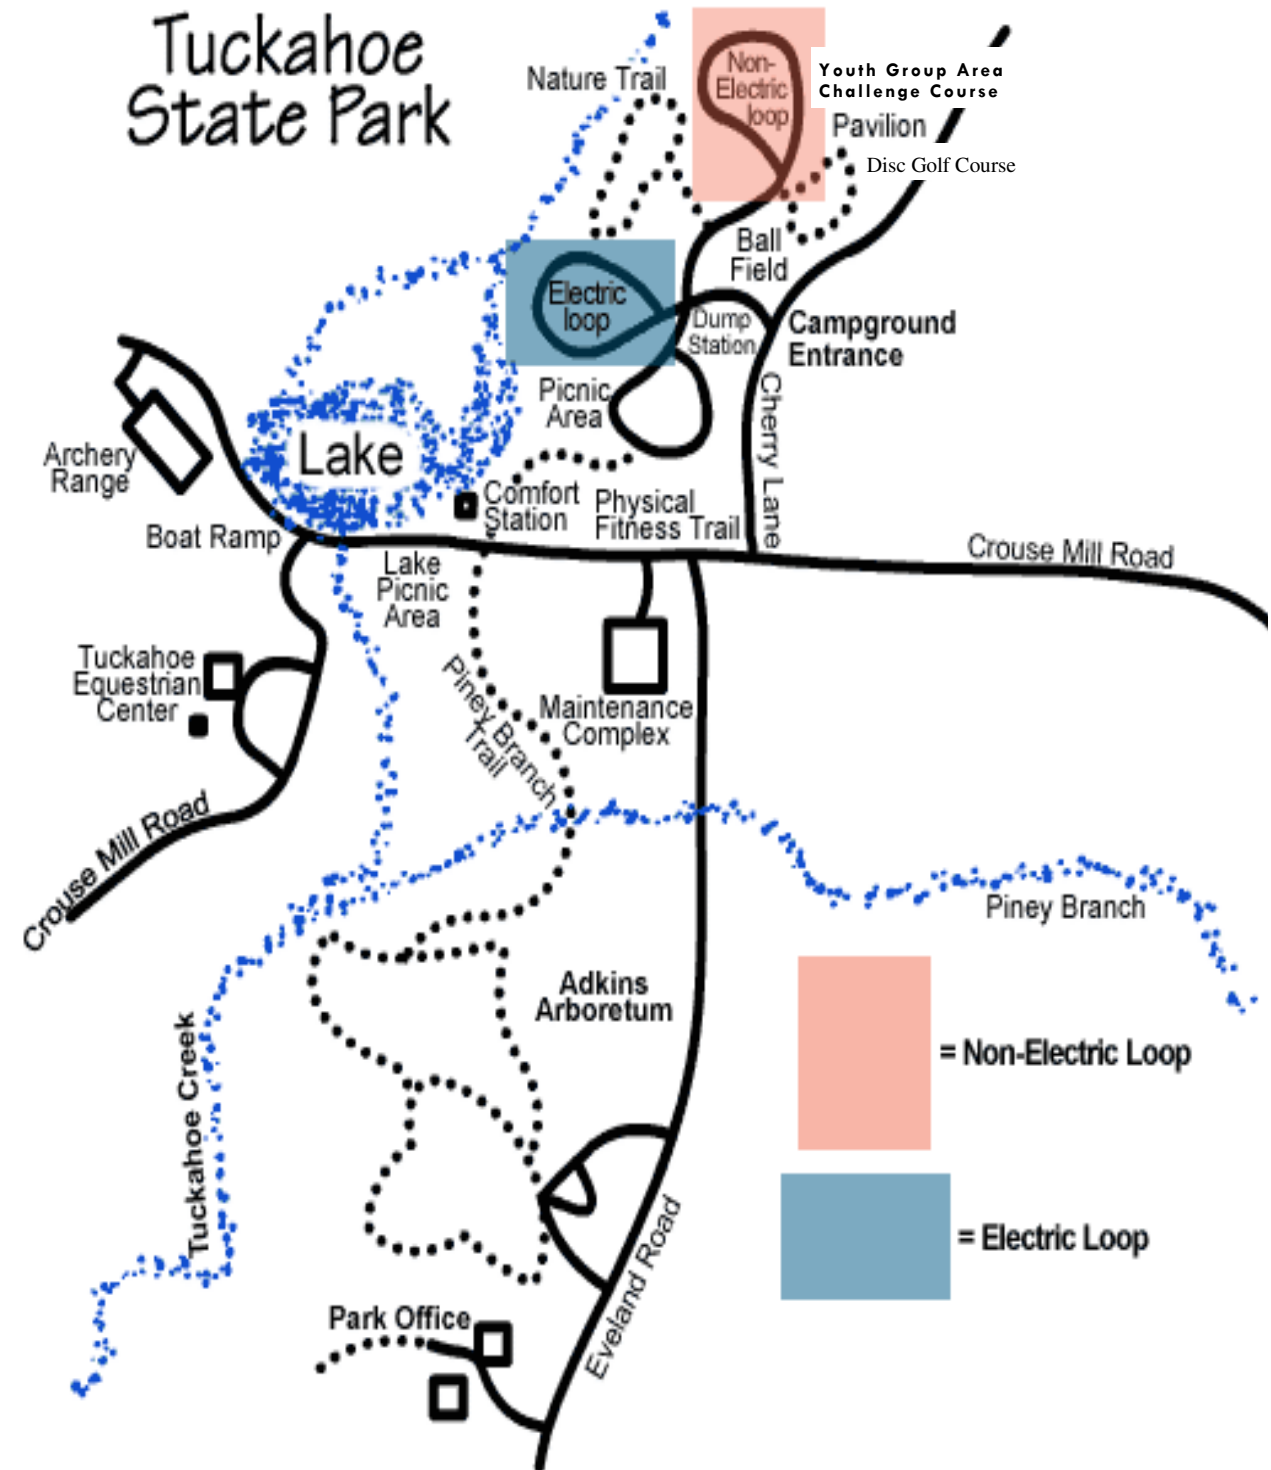 Tuckahoe
State Park
Nature Trail
Non-
Electric
loop
Youth Group Area
Challenge Course
Pavilion
Disc Golf Course
Ball
Field
Electric
loop
Dump
Station
Campground
Entrance
Picnic
Area
Cherry Lane
Lake
Archery
Range
Comfort
Station
Physical
Fitness Trail
Boat Ramp
Crouse Mill Road
Lake
Picnic
Area
Tuckahoe
Equestrian
Center
Piney Branch
Trail
Maintenance
Complex
Crouse Mill Road
Piney Branch
Adkins
Arboretum
= Non-Electric Loop
Tuckahoe Creek
= Electric Loop
Eveland Road
Park Office